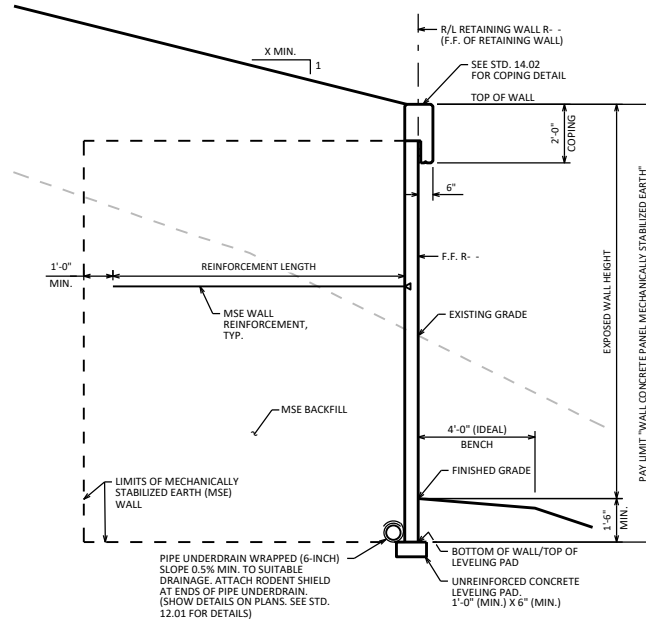 R/L RETAINING WALL R- -
(F.F. OF RETAINING WALL)
X MIN.
1
SEE STD. 14.02
FOR COPING DETAIL
TOP OF WALL
2'-0"
COPING
6"
1'-0"
MIN.
REINFORCEMENT LENGTH
F.F. R- -
MSE WALL
REINFORCEMENT,
TYP.
EXISTING GRADE
EXPOSED WALL HEIGHT
PAY LIMIT "WALL CONCRETE PANEL MECHANICALLY STABILIZED EARTH"
MSE BACKFILL
4'-0" (IDEAL)
BENCH
LIMITS OF MECHANICALLY
STABILIZED EARTH (MSE)
WALL
FINISHED GRADE
1'-6"
MIN.
PIPE UNDERDRAIN WRAPPED (6-INCH)
SLOPE 0.5% MIN. TO SUITABLE
DRAINAGE. ATTACH RODENT SHIELD
AT ENDS OF PIPE UNDERDRAIN.
(SHOW DETAILS ON PLANS. SEE STD.
12.01 FOR DETAILS)
BOTTOM OF WALL/TOP OF
LEVELING PAD
UNREINFORCED CONCRETE
LEVELING PAD.
1'-0" (MIN.) X 6" (MIN.)